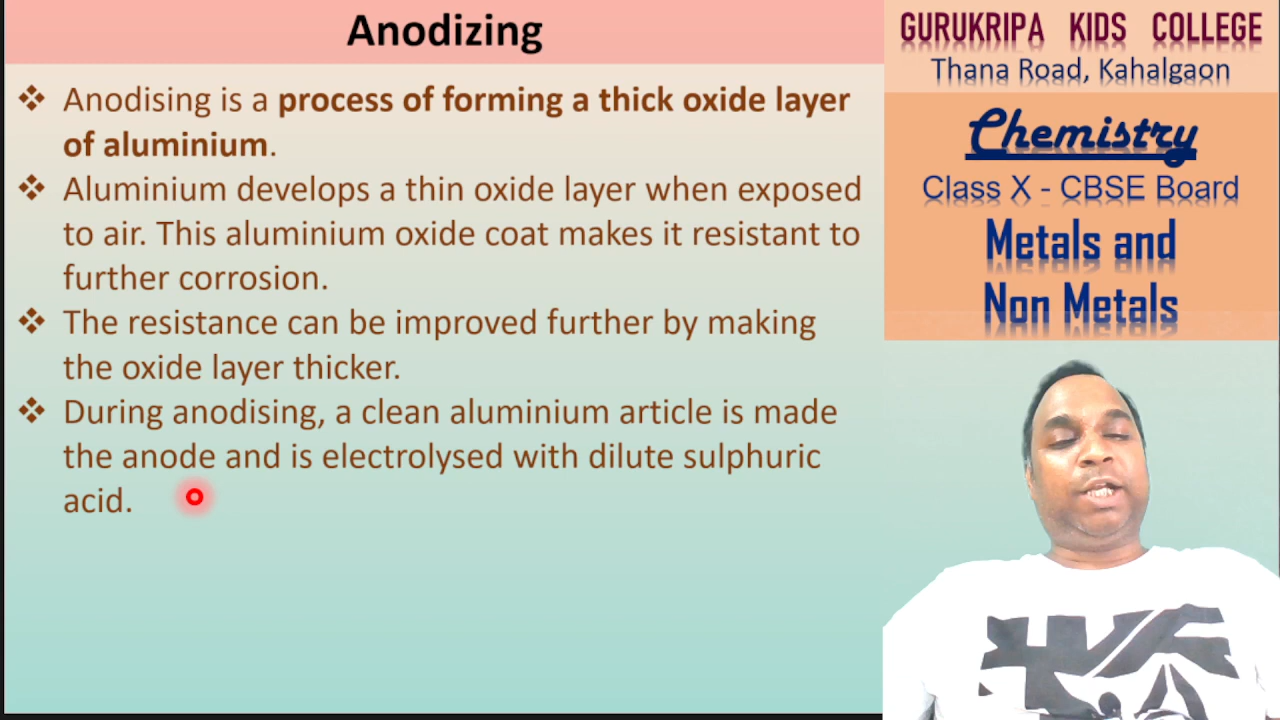 Anodizing
❖ Anodising is a process of forming a thick oxide layer
of aluminium.
❖ Aluminium develops a thin oxide layer when exposed
to air. This aluminium oxide coat makes it resistant to
further corrosion.
❖ The resistance can be improved further by making
the oxide layer thicker.
❖ During anodising, a clean aluminium article is made
the anode and is electrolysed with dilute sulphuric
acid.
GURUKRIPA KIDS COLLEGE
Thana Road, Kahalgaon
Chemistry
Class X - CBSE Board
Metals and
Non Metals